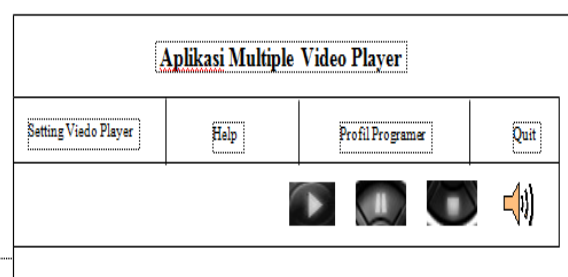 Aplikasi Multiple Video Player
Setting Viedo Player
Help
Profil Programer
Quit